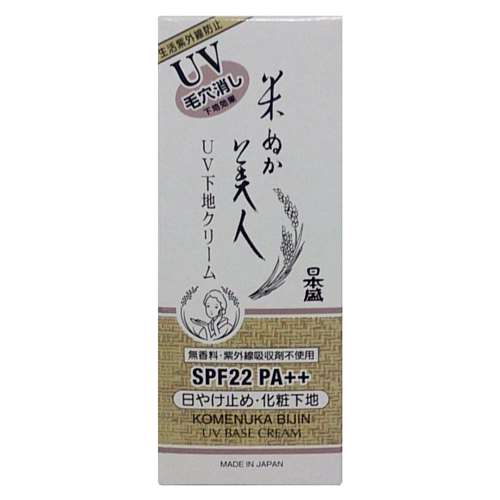 生活紫外線防止
UV
毛穴消し
下地効果
米ぬか
美人
UV下地クリーム
日本盛
無香料・紫外線吸収剤不使用
SPF22 PA++
日やけ止め・化粧下地
KOMENUKA BIJIN
UV BASE CREAM
MADE IN JAPAN